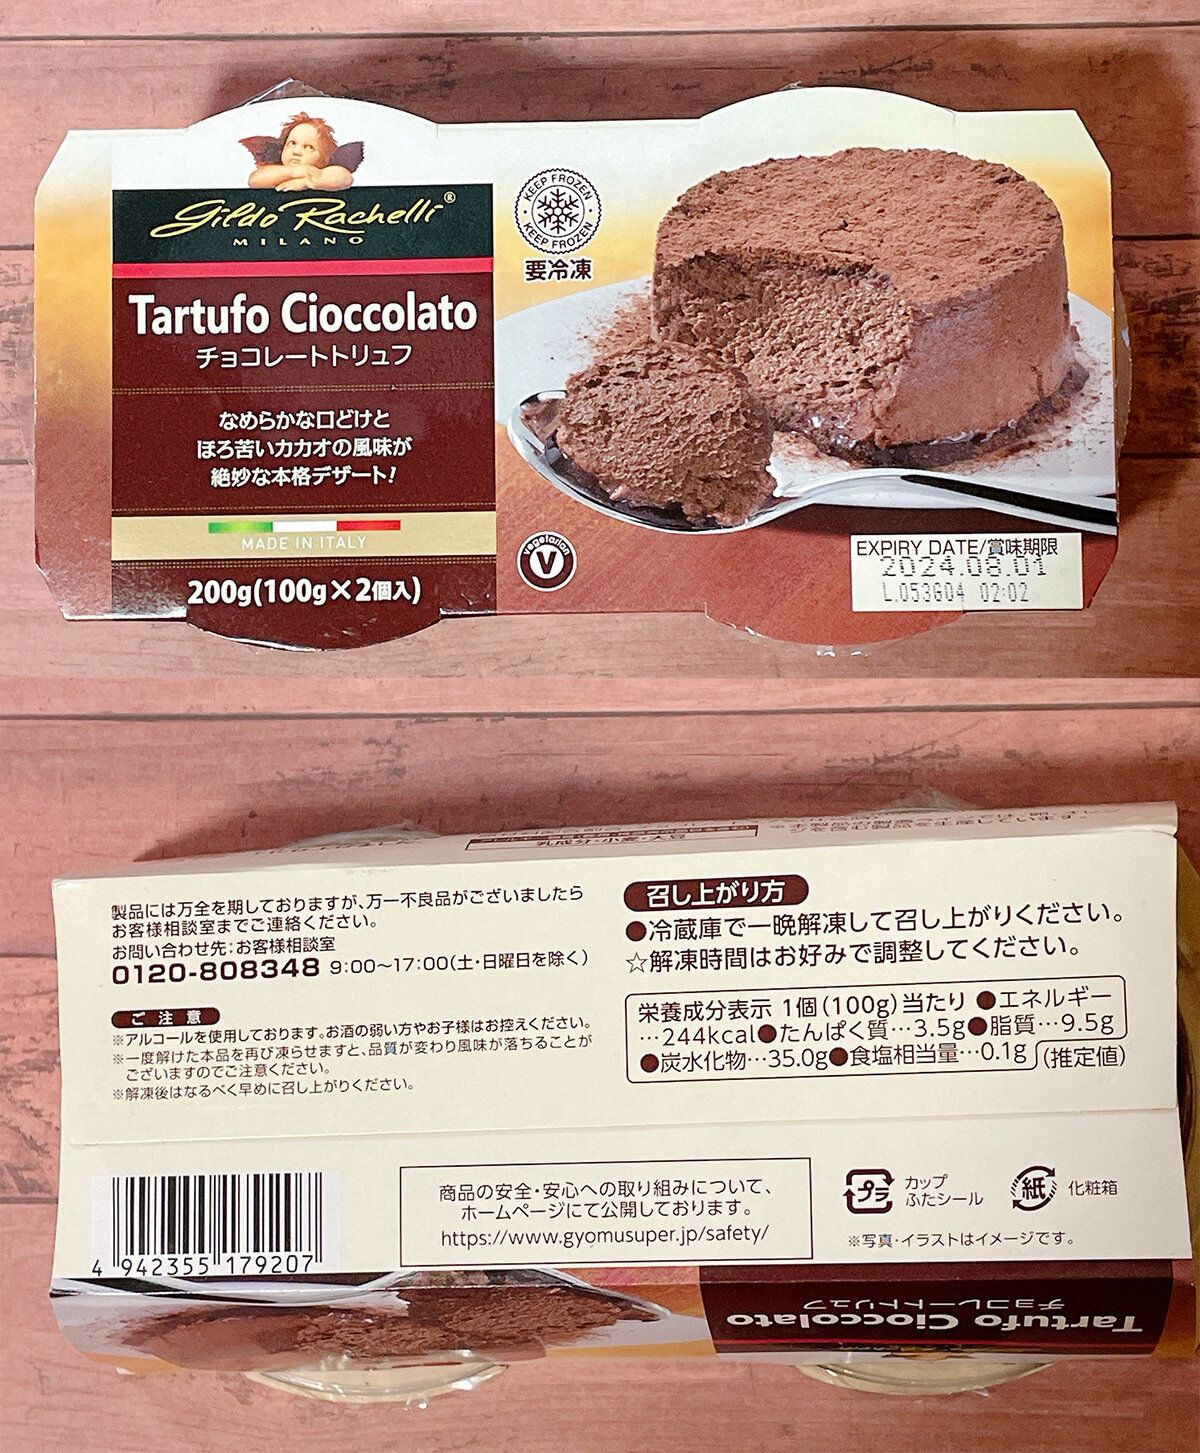 Gildo Rachelli®
MILANO
Tartufo Cioccolato
チョコレートトリュフ
なめらかな口どけと
ほろ苦いカカオの風味が
絶妙な本格デザート!
MADE IN ITALY
200g(100g×2個入)
KEEP FROZEN
KEEP FROZEN
要冷凍
vegetarian
V
EXPIRY DATE/賞味期限
2024.08.01
L.053604 02:02
乳成分・小麦・大豆
製品には万全を期しておりますが、万一不良品がございましたら
お客様相談室までご連絡ください。
お問い合わせ先:お客様相談室
0120-808348 9:00〜17:00(土・日曜日を除く)
ご注意
※アルコールを使用しております。お酒の弱い方やお子様はお控えください。
※一度解けた本品を再び凍らせますと、品質が変わり風味が落ちることが
ございますのでご注意ください。
※解凍後はなるべく早めに召し上がりください。
召し上がり方
●冷蔵庫で一晩解凍して召し上がりください。
☆解凍時間はお好みで調整してください。
栄養成分表示 1個(100g)当たり ●エネルギー
…244kcal●たんぱく質…3.5g●脂質…9.5g
●炭水化物…35.0g●食塩相当量…0.1g (推定値)
4 942355 179207
商品の安全・安心への取り組みについて、
ホームページにて公開しております。
https://www.gyomusuper.jp/safety/
プラ
カップ
ふたシール
紙
化粧箱
※写真・イラストはイメージです。
チョコレートトリュフ
Tartufo Cioccolato